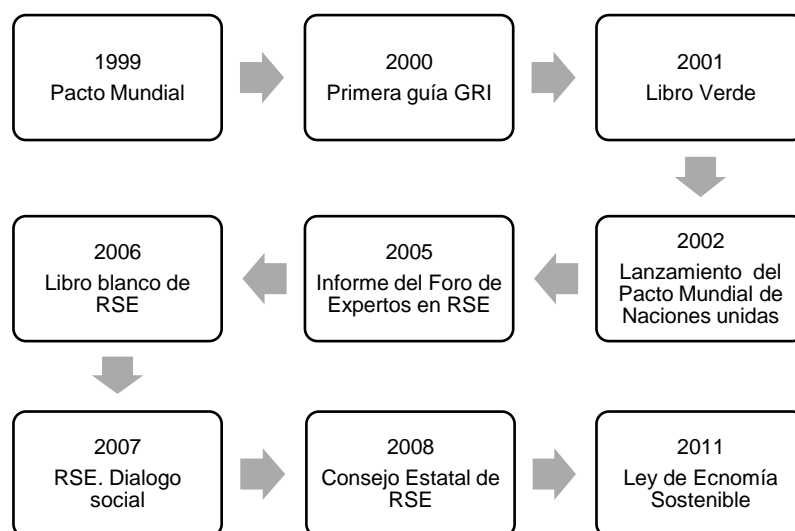 1999
Pacto Mundial
2000
Primera guía GRI
2001
Libro Verde
2002
Lanzamiento del
Pacto Mundial de
Naciones unidas
2005
Informe del Foro de
Expertos en RSE
2006
Libro blanco de
RSE
2007
RSE. Dialogo
social
2008
Consejo Estatal de
RSE
2011
Ley de Ecnomía
Sostenible